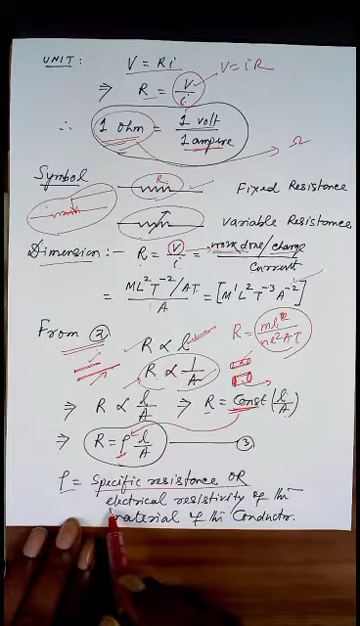 UNIT:
V = Ri
V = iR
⇒ R = V/i
∴ 1 ohm = 1 volt / 1 ampere
Ω
Symbol
R
Fixed Resistance
Variable Resistance
Dimension :- R = V/i = work done/charge / Current
= ML²T⁻²/AT / A = [M¹L²T⁻³A⁻²]
From ②
R ∝ l
R ∝ 1/A
⇒ R ∝ l/A ⇒ R = Const (l/A)
⇒ R = ρ l/A ③
ρ = Specific resistance OR
electrical resistivity of the
material of the Conductor.